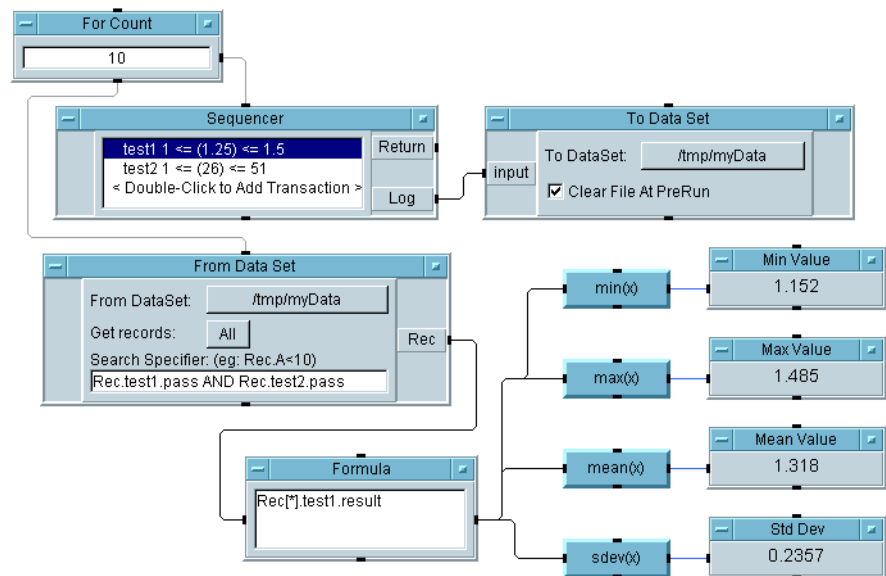 For Count
10
Sequencer
test1 1 <= (1.25) <= 1.5
test2 1 <= (26) <= 51
< Double-Click to Add Transaction >
Return
Log
To Data Set
input
To DataSet:
/tmp/myData
Clear File At PreRun
From Data Set
From DataSet:
/tmp/myData
Get records:
All
Search Specifier: (eg: Rec.A<10)
Rec.test1.pass AND Rec.test2.pass
Rec
Formula
Rec[*].test1.result
min(x)
Min Value
1.152
max(x)
Max Value
1.485
mean(x)
Mean Value
1.318
sdev(x)
Std Dev
0.2357